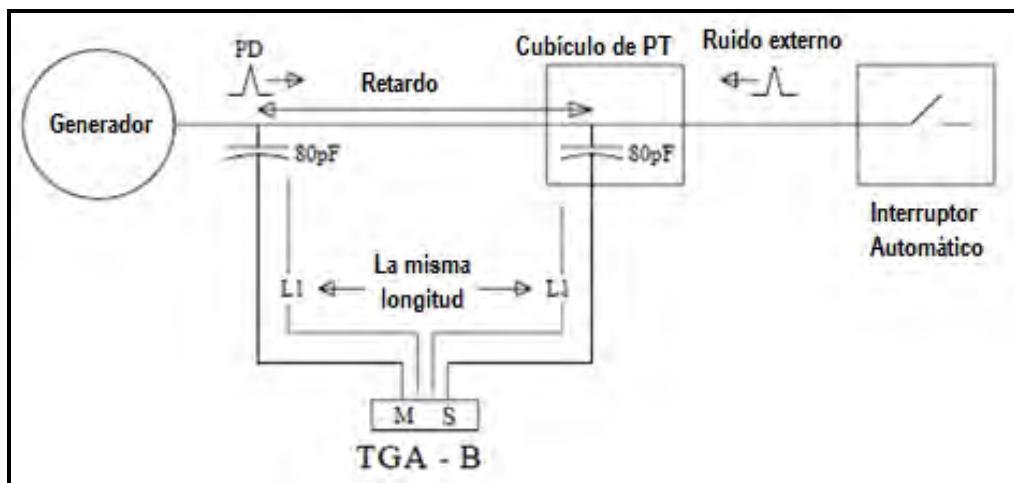 PD
Cubículo de PT
Ruido externo
Retardo
Generador
80pF
80pF
Interruptor
Automático
La misma
longitud
L1
L1
M S
TGA - B